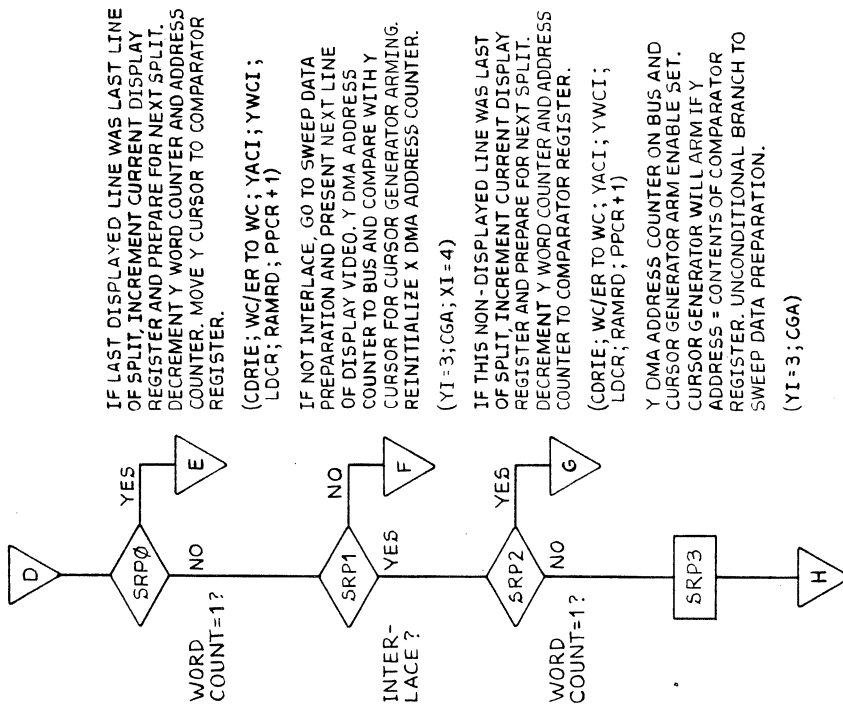 D
SRPØ
YES
E
NO
WORD
COUNT=1?
IF LAST DISPLAYED LINE WAS LAST LINE
OF SPLIT, INCREMENT CURRENT DISPLAY
REGISTER AND PREPARE FOR NEXT SPLIT.
DECREMENT Y WORD COUNTER AND ADDRESS
COUNTER. MOVE Y CURSOR TO COMPARATOR
REGISTER.
(CDRIE; WC/ER TO WC; YACI; YWCI;
LDCR; RAMRD; PPCR+1)
SRP1
NO
F
YES
INTER-
LACE?
IF NOT INTERLACE, GO TO SWEEP DATA
PREPARATION AND PRESENT NEXT LINE
OF DISPLAY VIDEO. Y DMA ADDRESS
COUNTER TO BUS AND COMPARE WITH Y
CURSOR FOR CURSOR GENERATOR ARMING.
REINITIALIZE X DMA ADDRESS COUNTER.
(YI=3; CGA; XI=4)
SRP2
YES
G
NO
WORD
COUNT=1?
IF THIS NON-DISPLAYED LINE WAS LAST
OF SPLIT, INCREMENT CURRENT DISPLAY
REGISTER AND PREPARE FOR NEXT SPLIT.
DECREMENT Y WORD COUNTER AND ADDRESS
COUNTER TO COMPARATOR REGISTER.
(CDRIE; WC/ER TO WC; YACI; YWCI;
LDCR; RAMRD; PPCR+1)
SRP3
H
Y DMA ADDRESS COUNTER ON BUS AND
CURSOR GENERATOR ARM ENABLE SET.
CURSOR GENERATOR WILL ARM IF Y
ADDRESS = CONTENTS OF COMPARATOR
REGISTER. UNCONDITIONAL BRANCH TO
SWEEP DATA PREPARATION.
(YI=3; CGA)